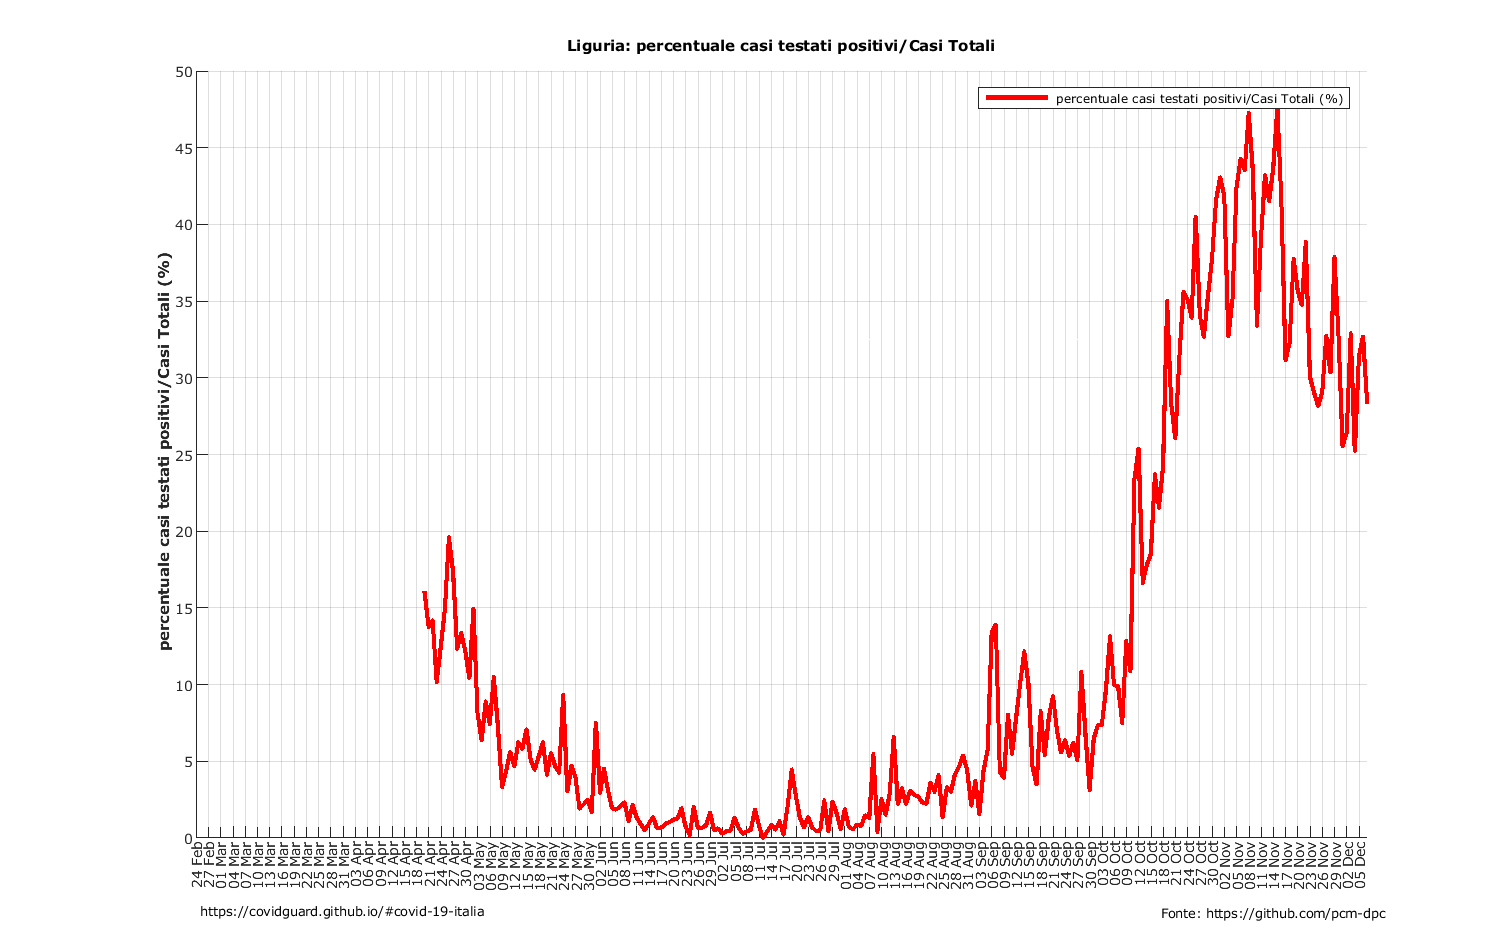 Liguria: percentuale casi testati positivi/Casi Totali
percentuale casi testati positivi/Casi Totali (%)
percentuale casi testati positivi/Casi Totali (%)
50
45
40
35
30
25
20
15
10
5
0
24 Feb
27 Feb
01 Mar
04 Mar
07 Mar
10 Mar
13 Mar
16 Mar
19 Mar
22 Mar
25 Mar
28 Mar
31 Mar
03 Apr
06 Apr
09 Apr
12 Apr
15 Apr
18 Apr
21 Apr
24 Apr
27 Apr
30 Apr
03 May
06 May
09 May
12 May
15 May
18 May
21 May
24 May
27 May
30 May
02 Jun
05 Jun
08 Jun
11 Jun
14 Jun
17 Jun
20 Jun
23 Jun
26 Jun
29 Jun
02 Jul
05 Jul
08 Jul
11 Jul
14 Jul
17 Jul
20 Jul
23 Jul
26 Jul
29 Jul
01 Aug
04 Aug
07 Aug
10 Aug
13 Aug
16 Aug
19 Aug
22 Aug
25 Aug
28 Aug
31 Aug
03 Sep
06 Sep
09 Sep
12 Sep
15 Sep
18 Sep
21 Sep
24 Sep
27 Sep
30 Sep
03 Oct
06 Oct
09 Oct
12 Oct
15 Oct
18 Oct
21 Oct
24 Oct
27 Oct
30 Oct
02 Nov
05 Nov
08 Nov
11 Nov
14 Nov
17 Nov
20 Nov
23 Nov
26 Nov
29 Nov
02 Dec
05 Dec
https://covidguard.github.io/#covid-19-italia
Fonte: https://github.com/pcm-dpc